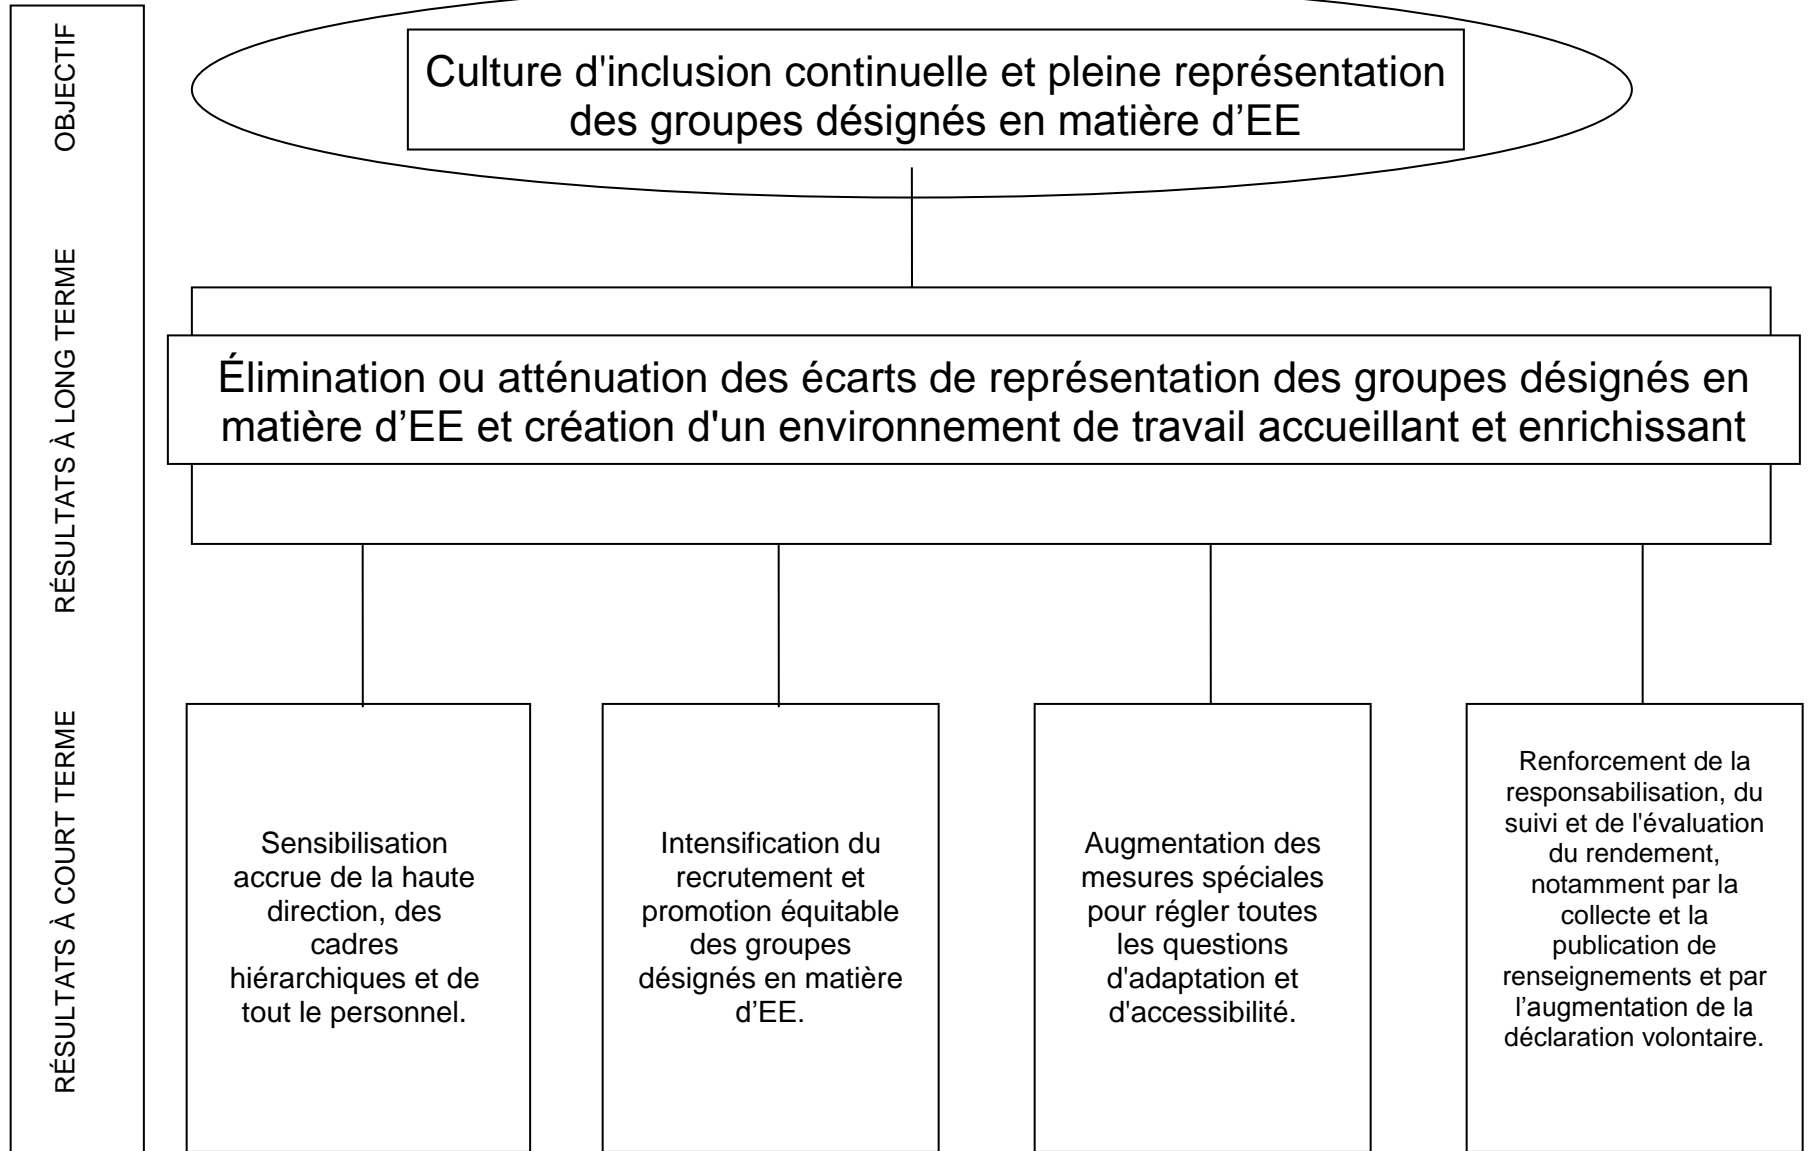 OBJECTIF
Culture d'inclusion continuelle et pleine représentation
des groupes désignés en matière d’EE
RÉSULTATS À LONG TERME
Élimination ou atténuation des écarts de représentation des groupes désignés en
matière d’EE et création d'un environnement de travail accueillant et enrichissant
RÉSULTATS À COURT TERME
Sensibilisation
accrue de la haute
direction, des
cadres
hiérarchiques et de
tout le personnel.
Intensification du
recrutement et
promotion équitable
des groupes
désignés en matière
d’EE.
Augmentation des
mesures spéciales
pour régler toutes
les questions
d'adaptation et
d'accessibilité.
Renforcement de la
responsabilisation, du
suivi et de l'évaluation
du rendement,
notamment par la
collecte et la
publication de
renseignements et par
l’augmentation de la
déclaration volontaire.